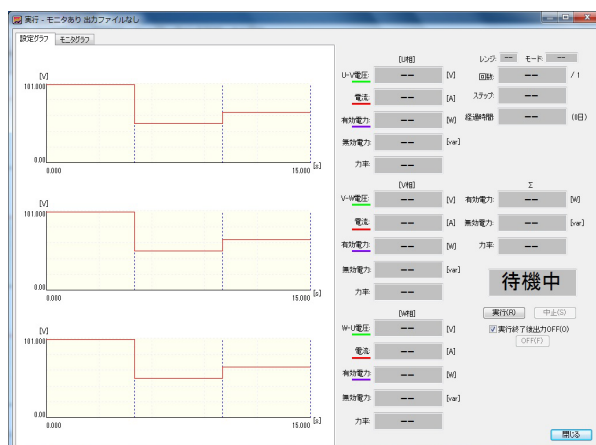 実行 - モニタあり 出力ファイルなし
設定グラフ モニタグラフ
[V]
101.000
0.00
0.000 15.000 [s]
[V]
101.000
0.00
0.000 15.000 [s]
[V]
101.000
0.00
0.000 15.000 [s]
[U相]
U-V電圧: -- [V]
電流: -- [A]
有効電力: -- [W]
無効電力: -- [var]
力率: --
[V相]
V-W電圧: -- [V]
電流: -- [A]
有効電力: -- [W]
無効電力: -- [var]
力率: --
[W相]
W-U電圧: -- [V]
電流: -- [A]
有効電力: -- [W]
無効電力: -- [var]
力率: --
レンジ: -- モード: --
回数: -- / 1
ステップ: --
経過時間: -- (0日)
Σ
有効電力: -- [W]
無効電力: -- [var]
力率: --
待機中
実行(R) 中止(S)
実行終了後出力OFF(O)
OFF(F)
閉じる